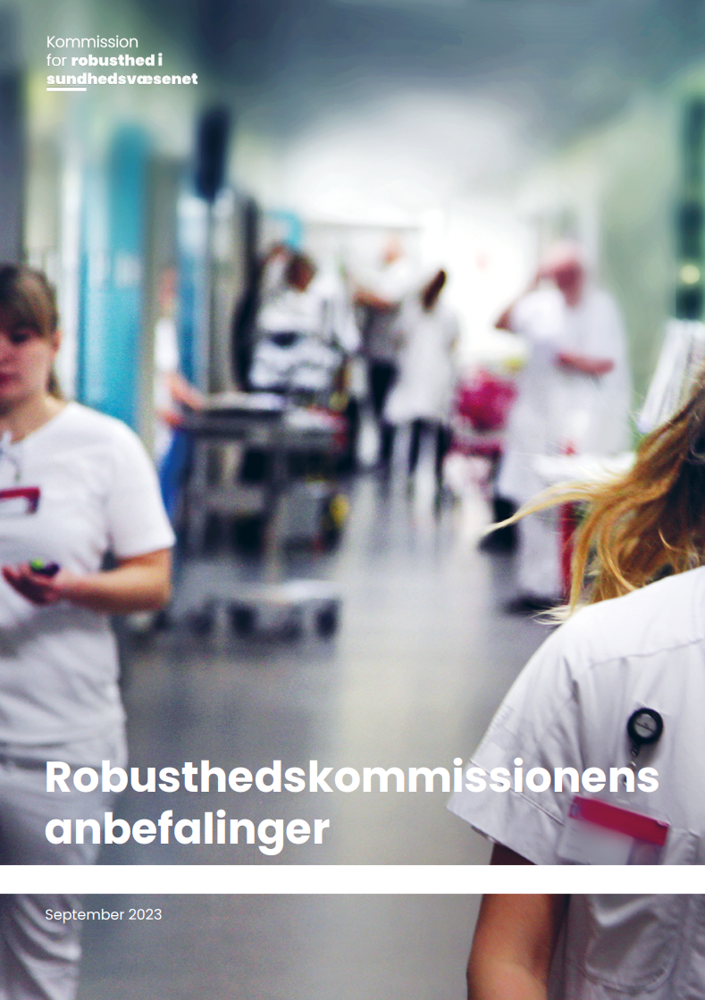 Kommission
for robusthed i
sundhedsvæsenet
Robusthedskommissionens
anbefalinger
September 2023